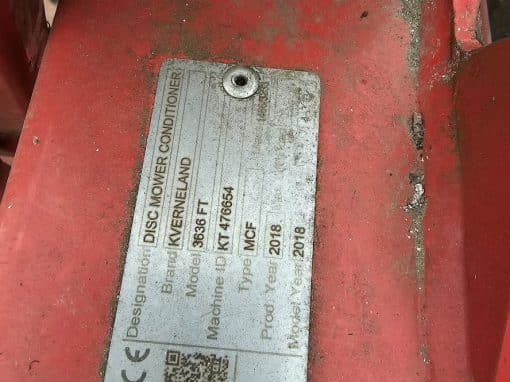 Designation DISC MOWER CONDITIONER
Brand KVERNELAND
Model 3636 FT
Machine ID KT 476654
Type MCF
Prod. Year 2018
Model Year 2018
CE